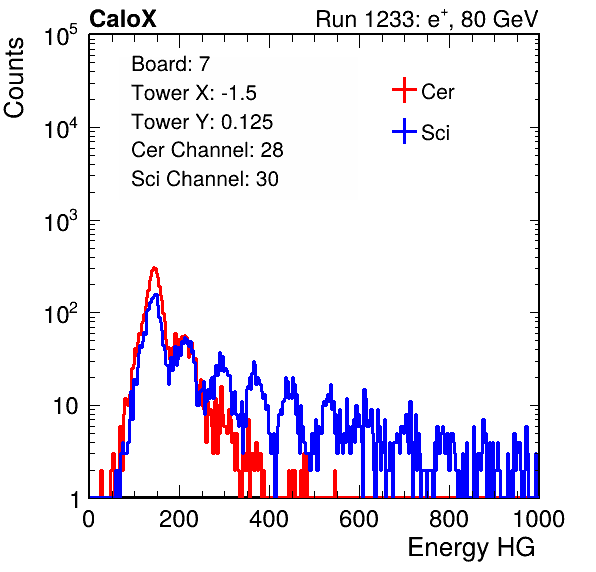 CaloX Run 1233: e⁺, 80 GeV
Counts
10⁵
10⁴
10³
10²
10
1
Board: 7
Tower X: -1.5
Tower Y: 0.125
Cer Channel: 28
Sci Channel: 30
Cer
Sci
0 200 400 600 800 1000
Energy HG